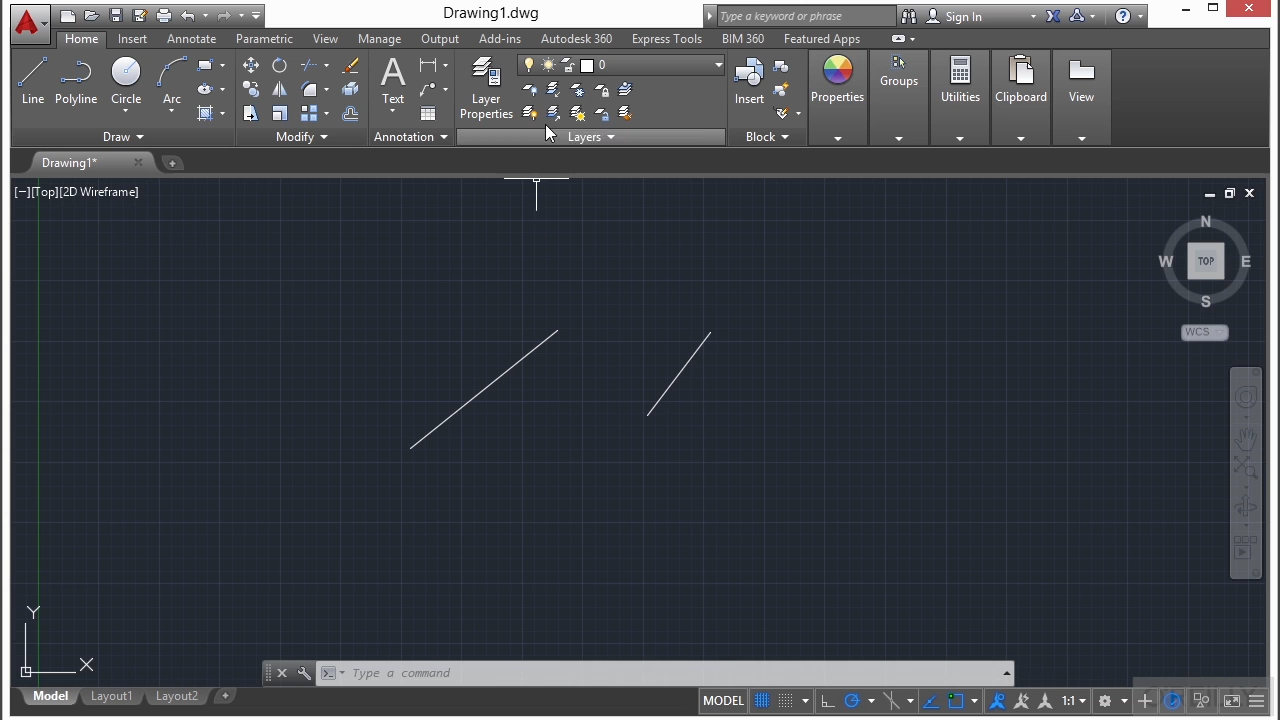 Drawing1.dwg
Type a keyword or phrase
Sign In
Home Insert Annotate Parametric View Manage Output Add-ins Autodesk 360 Express Tools BIM 360 Featured Apps
0
Line Polyline Circle Arc
Text
Layer
Properties
Insert
Properties
Groups
Utilities
Clipboard
View
Draw Modify Annotation Layers Block
Drawing1*
[−][Top][2D Wireframe]
N
W TOP E
S
WCS
Y
X
Type a command
Model Layout1 Layout2
MODEL
1:1